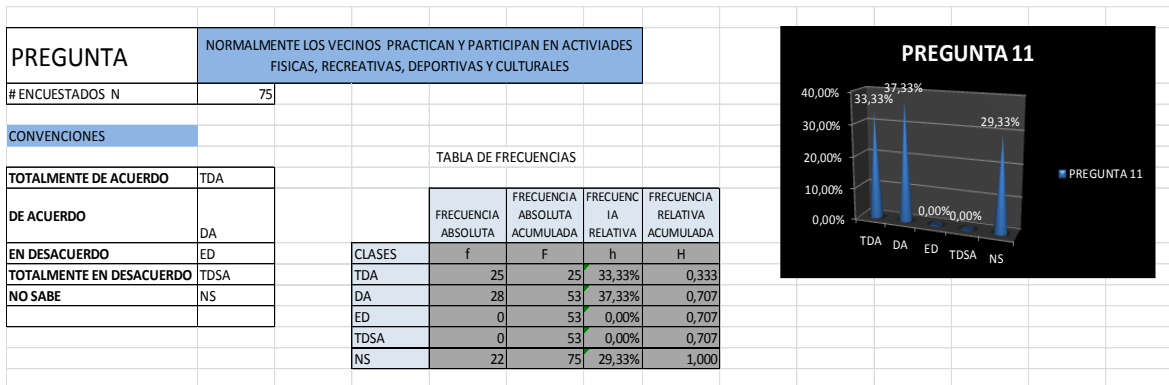 PREGUNTA
NORMALMENTE LOS VECINOS PRACTICAN Y PARTICIPAN EN ACTIVIADES
FISICAS, RECREATIVAS, DEPORTIVAS Y CULTURALES
# ENCUESTADOS N 75
CONVENCIONES
TOTALMENTE DE ACUERDO TDA
DE ACUERDO DA
EN DESACUERDO ED
TOTALMENTE EN DESACUERDO TDSA
NO SABE NS
TABLA DE FRECUENCIAS
FRECUENCIA
ABSOLUTA
FRECUENCIA
ABSOLUTA
ACUMULADA
FRECUENC
IA
RELATIVA
FRECUENCIA
RELATIVA
ACUMULADA
CLASES f F h H
TDA 25 25 33,33% 0,333
DA 28 53 37,33% 0,707
ED 0 53 0,00% 0,707
TDSA 0 53 0,00% 0,707
NS 22 75 29,33% 1,000
PREGUNTA 11
40,00%
30,00%
20,00%
10,00%
0,00%
33,33%
37,33%
0,00%
0,00%
29,33%
TDA DA ED TDSA NS
PREGUNTA 11